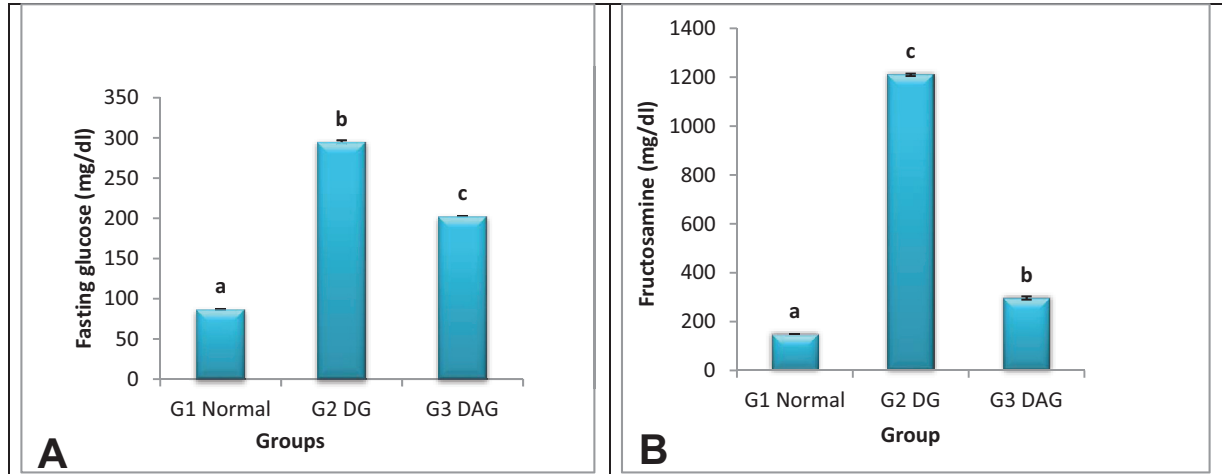 Fasting glucose (mg/dl)
350
300
250
200
150
100
50
0
a
b
c
G1 Normal G2 DG G3 DAG
Groups
A
Fructosamine (mg/dl)
1400
1200
1000
800
600
400
200
0
a
c
b
G1 Normal G2 DG G3 DAG
Group
B